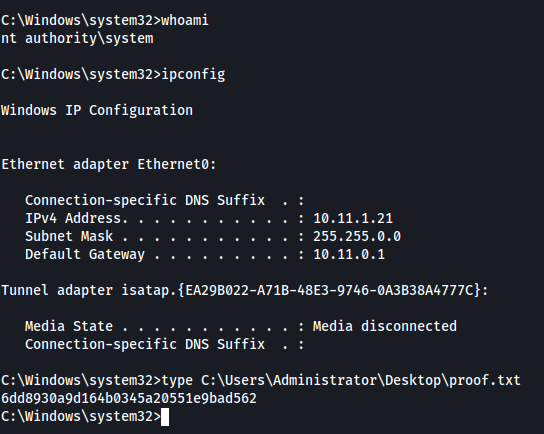 C:\Windows\system32>whoami
nt authority\system
C:\Windows\system32>ipconfig
Windows IP Configuration
Ethernet adapter Ethernet0:
   Connection-specific DNS Suffix  . :
   IPv4 Address. . . . . . . . . . . : 10.11.1.21
   Subnet Mask . . . . . . . . . . . : 255.255.0.0
   Default Gateway . . . . . . . . . : 10.11.0.1
Tunnel adapter isatap.{EA29B022-A71B-48E3-9746-0A3B38A4777C}:
   Media State . . . . . . . . . . . : Media disconnected
   Connection-specific DNS Suffix  . :
C:\Windows\system32>type C:\Users\Administrator\Desktop\proof.txt
6dd8930a9d164b0345a20551e9bad562
C:\Windows\system32>